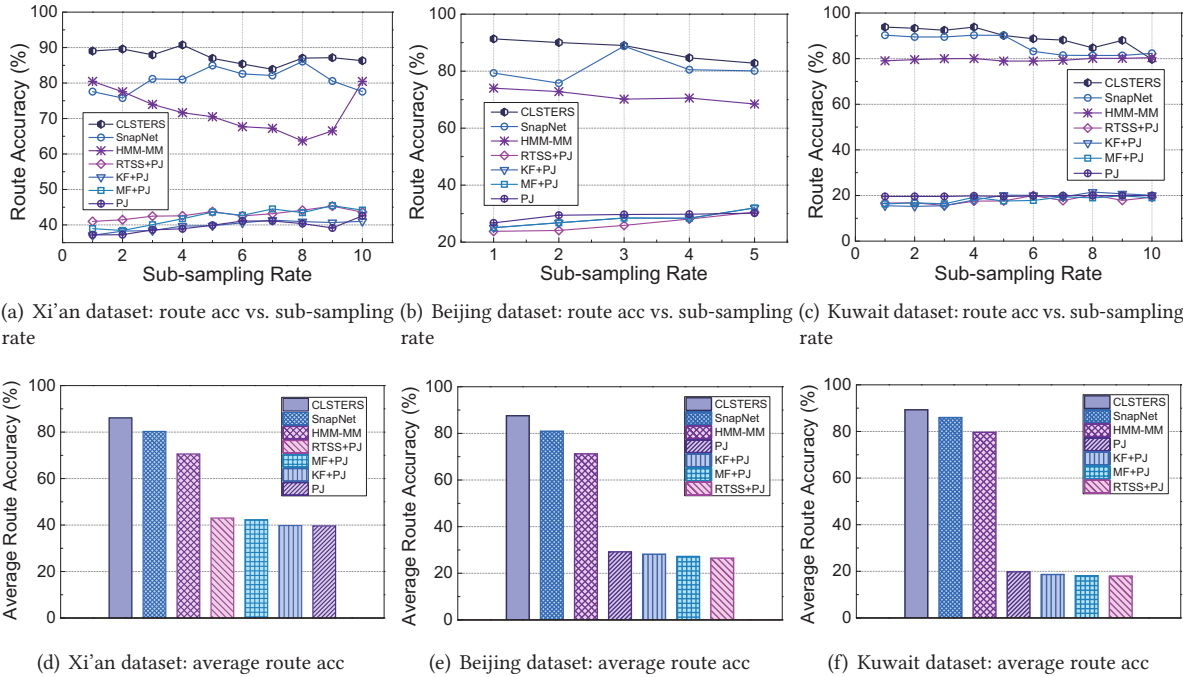 100
90
80
70
60
50
40
0 2 4 6 8 10
Route Accuracy (%)
Sub-sampling Rate
CLSTERS
SnapNet
HMM-MM
RTSS+PJ
KF+PJ
MF+PJ
PJ
100
80
60
40
20
1 2 3 4 5
Route Accuracy (%)
Sub-sampling Rate
CLSTERS
SnapNet
HMM-MM
RTSS+PJ
KF+PJ
MF+PJ
PJ
100
80
60
40
20
0
0 2 4 6 8 10
Route Accuracy (%)
Sub-sampling Rate
CLSTERS
SnapNet
HMM-MM
RTSS+PJ
KF+PJ
MF+PJ
PJ
(a) Xi'an dataset: route acc vs. sub-sampling
rate
(b) Beijing dataset: route acc vs. sub-sampling
rate
(c) Kuwait dataset: route acc vs. sub-sampling
rate
100
80
60
40
20
0
Average Route Accuracy (%)
CLSTERS
SnapNet
HMM-MM
RTSS+PJ
MF+PJ
KF+PJ
PJ
100
80
60
40
20
0
Average Route Accuracy (%)
CLSTERS
SnapNet
HMM-MM
PJ
KF+PJ
MF+PJ
RTSS+PJ
100
80
60
40
20
0
Average Route Accuracy (%)
CLSTERS
SnapNet
HMM-MM
PJ
KF+PJ
MF+PJ
RTSS+PJ
(d) Xi'an dataset: average route acc
(e) Beijing dataset: average route acc
(f) Kuwait dataset: average route acc